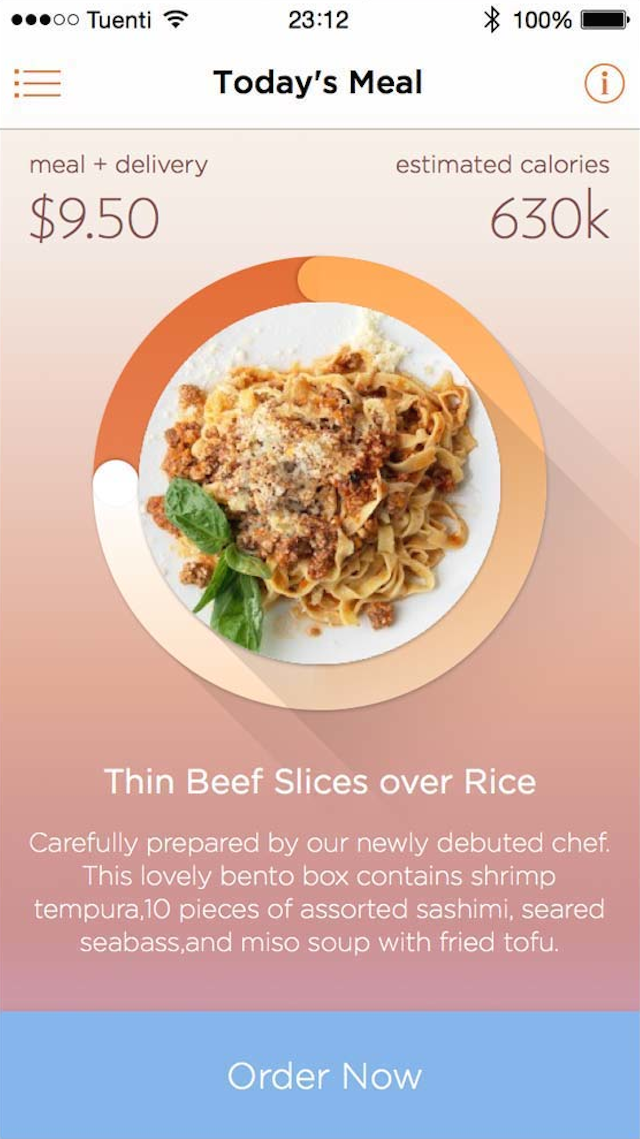 Tuenti 23:12 100%
Today's Meal i
meal + delivery estimated calories
$9.50 630k
Thin Beef Slices over Rice
Carefully prepared by our newly debuted chef.
This lovely bento box contains shrimp
tempura,10 pieces of assorted sashimi, seared
seabass,and miso soup with fried tofu.
Order Now